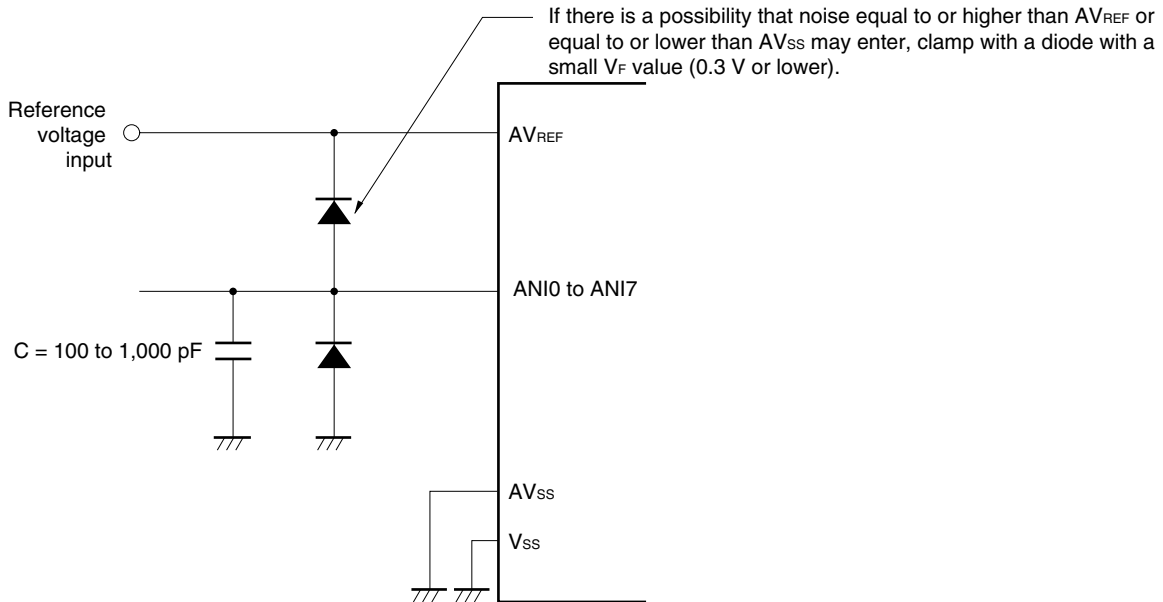 If there is a possibility that noise equal to or higher than AVREF or
equal to or lower than AVSS may enter, clamp with a diode with a
small VF value (0.3 V or lower).
Reference
voltage
input
AVREF
ANI0 to ANI7
C = 100 to 1,000 pF
AVSS
VSS